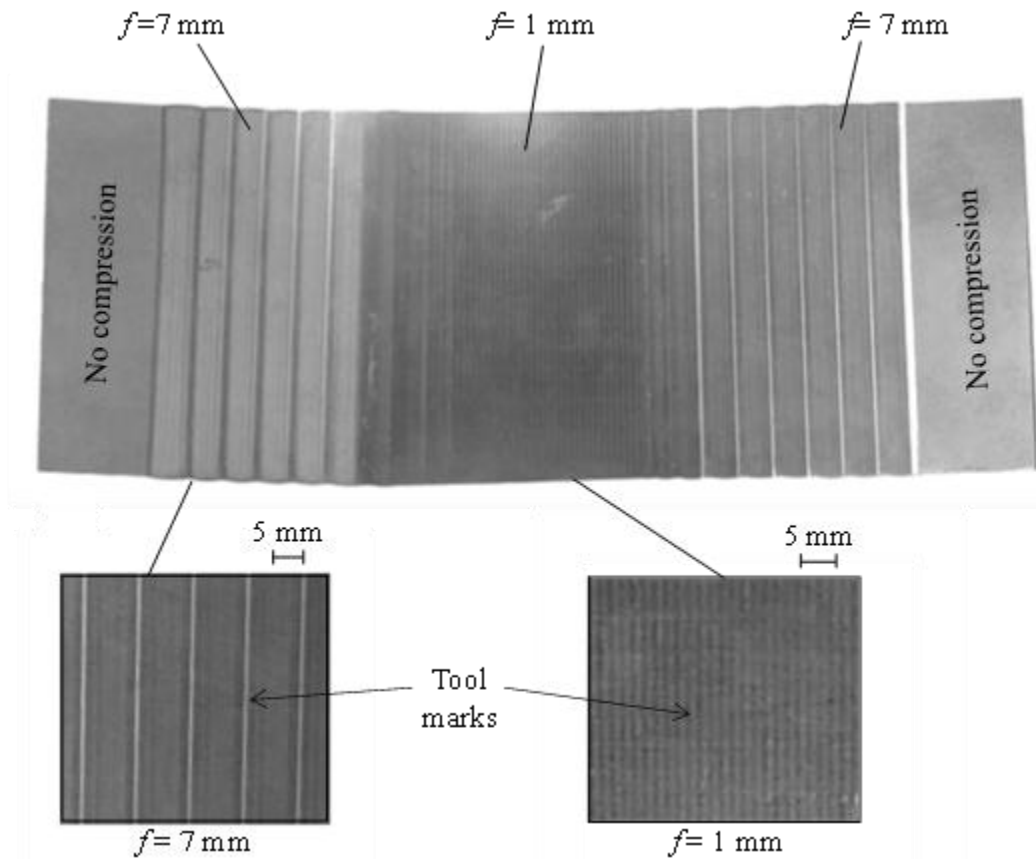 f=7 mm
f= 1 mm
f= 7 mm
No compression
No compression
5 mm
5 mm
Tool
marks
f= 7 mm
f= 1 mm